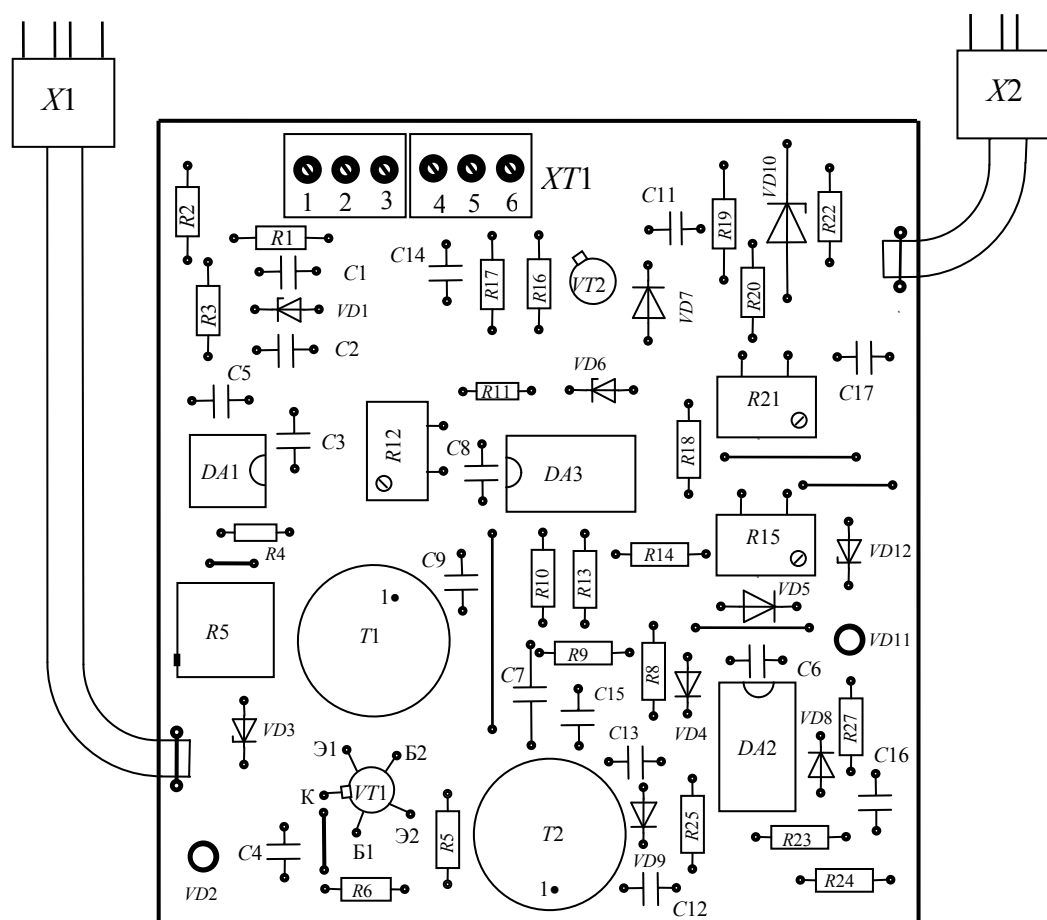 X1
X2
XT1
1 2 3 4 5 6
R2
R1
C1
R3
VD1
C2
C5
C14
R17
R16
VT2
C11
VD7
R19
VD10
R20
R22
C17
VD6
R11
R21
R18
C3
DA1
R12
C8
DA3
R4
C9
R10
R13
R14
R15
VD12
VD5
R5
T1
1
R9
R8
C6
VD11
VD3
C7
C15
VD4
DA2
VD8
R27
C16
Э1
Б2
К
VT1
Э2
Б1
C13
T2
1
VD9
R25
R23
R24
VD2
C4
R6
R5
C12